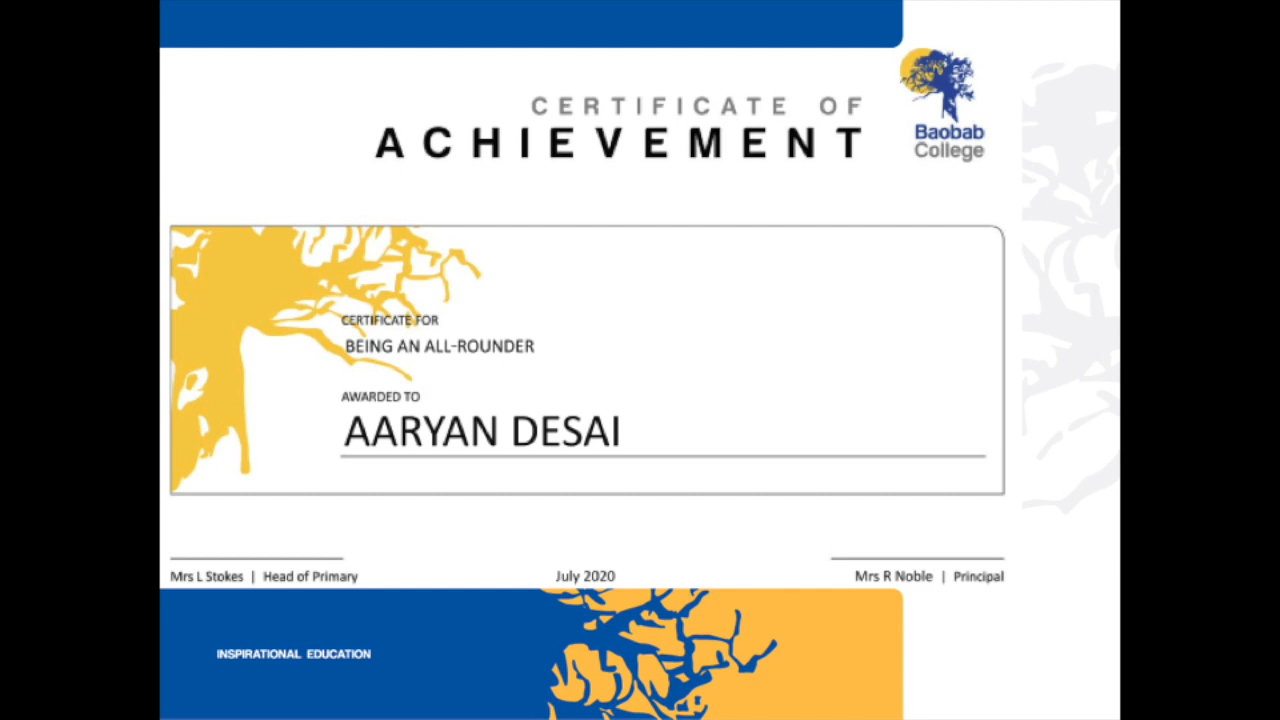 CERTIFICATE OF
ACHIEVEMENT
Baobab
College
CERTIFICATE FOR
BEING AN ALL-ROUNDER
AWARDED TO
AARYAN DESAI
Mrs L Stokes | Head of Primary
July 2020
Mrs R Noble | Principal
INSPIRATIONAL EDUCATION